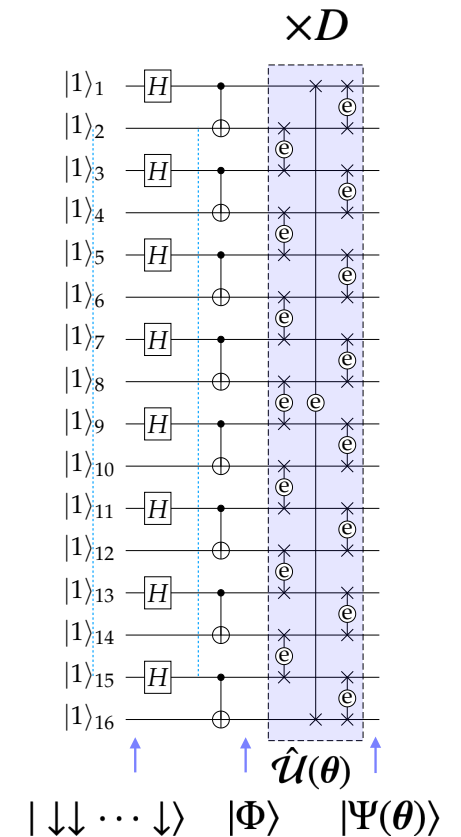 ×D
|1⟩₁ H
ⓔ
|1⟩₂
ⓔ
|1⟩₃ H
ⓔ
|1⟩₄
ⓔ
|1⟩₅ H
ⓔ
|1⟩₆
ⓔ
|1⟩₇ H
ⓔ
|1⟩₈
ⓔ ⓔ
|1⟩₉ H
ⓔ
|1⟩₁₀
ⓔ
|1⟩₁₁ H
ⓔ
|1⟩₁₂
ⓔ
|1⟩₁₃ H
ⓔ
|1⟩₁₄
ⓔ
|1⟩₁₅ H
ⓔ
|1⟩₁₆
𝒰̂(θ)
|↓↓ ⋯ ↓⟩ |Φ⟩ |Ψ(θ)⟩